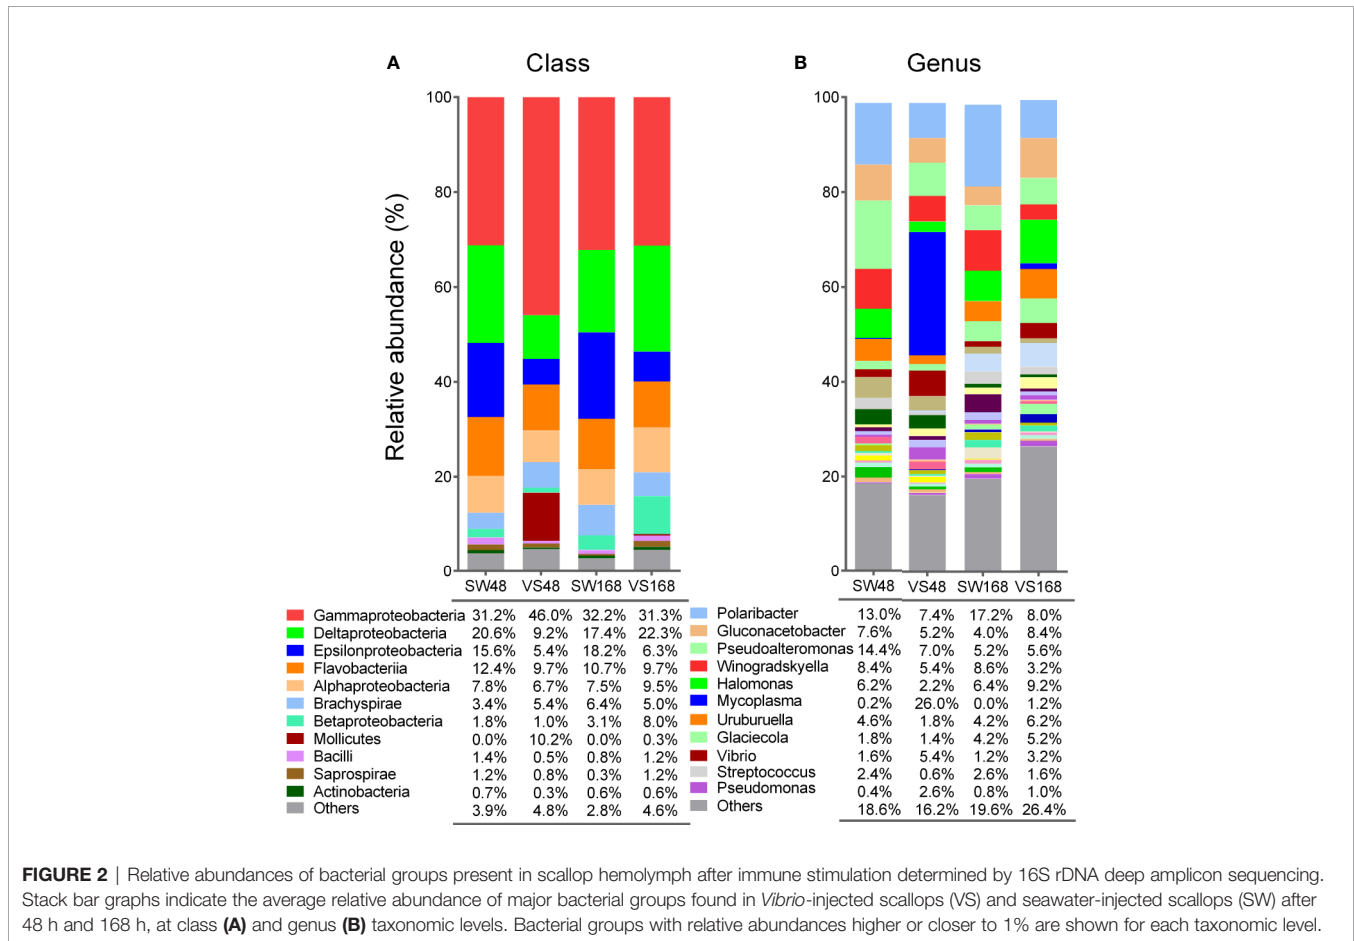 A Class
B Genus
Relative abundance (%)
100
80
60
40
20
0
SW48 VS48 SW168 VS168
100
80
60
40
20
0
SW48 VS48 SW168 VS168
Gammaproteobacteria 31.2% 46.0% 32.2% 31.3%
Deltaproteobacteria 20.6% 9.2% 17.4% 22.3%
Epsilonproteobacteria 15.6% 5.4% 18.2% 6.3%
Flavobacteriia 12.4% 9.7% 10.7% 9.7%
Alphaproteobacteria 7.8% 6.7% 7.5% 9.5%
Brachyspirae 3.4% 5.4% 6.4% 5.0%
Betaproteobacteria 1.8% 1.0% 3.1% 8.0%
Mollicutes 0.0% 10.2% 0.0% 0.3%
Bacilli 1.4% 0.5% 0.8% 1.2%
Saprospirae 1.2% 0.8% 0.3% 1.2%
Actinobacteria 0.7% 0.3% 0.6% 0.6%
Others 3.9% 4.8% 2.8% 4.6%
Polaribacter 13.0% 7.4% 17.2% 8.0%
Gluconacetobacter 7.6% 5.2% 4.0% 8.4%
Pseudoalteromonas 14.4% 7.0% 5.2% 5.6%
Winogradskyella 8.4% 5.4% 8.6% 3.2%
Halomonas 6.2% 2.2% 6.4% 9.2%
Mycoplasma 0.2% 26.0% 0.0% 1.2%
Uruburuella 4.6% 1.8% 4.2% 6.2%
Glaciecola 1.8% 1.4% 4.2% 5.2%
Vibrio 1.6% 5.4% 1.2% 3.2%
Streptococcus 2.4% 0.6% 2.6% 1.6%
Pseudomonas 0.4% 2.6% 0.8% 1.0%
Others 18.6% 16.2% 19.6% 26.4%
FIGURE 2 | Relative abundances of bacterial groups present in scallop hemolymph after immune stimulation determined by 16S rDNA deep amplicon sequencing.
Stack bar graphs indicate the average relative abundance of major bacterial groups found in Vibrio-injected scallops (VS) and seawater-injected scallops (SW) after
48 h and 168 h, at class (A) and genus (B) taxonomic levels. Bacterial groups with relative abundances higher or closer to 1% are shown for each taxonomic level.